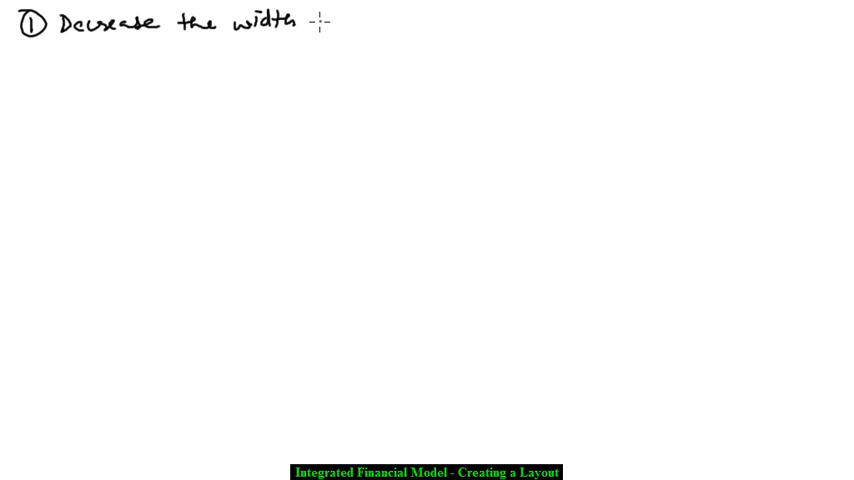 ① Decrease the width
Integrated Financial Model - Creating a Layout